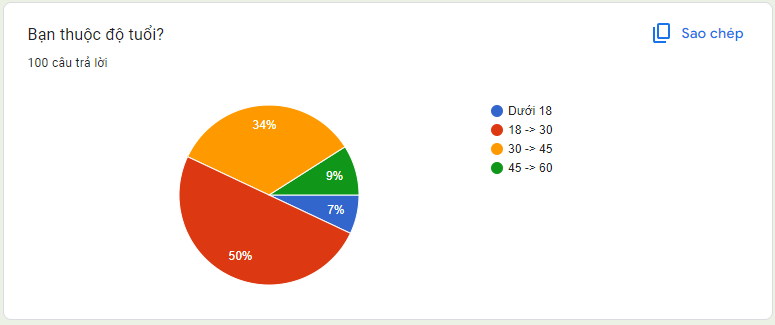 Bạn thuộc độ tuổi?
Sao chép
100 câu trả lời
34%
9%
7%
50%
Dưới 18
18 -> 30
30 -> 45
45 -> 60